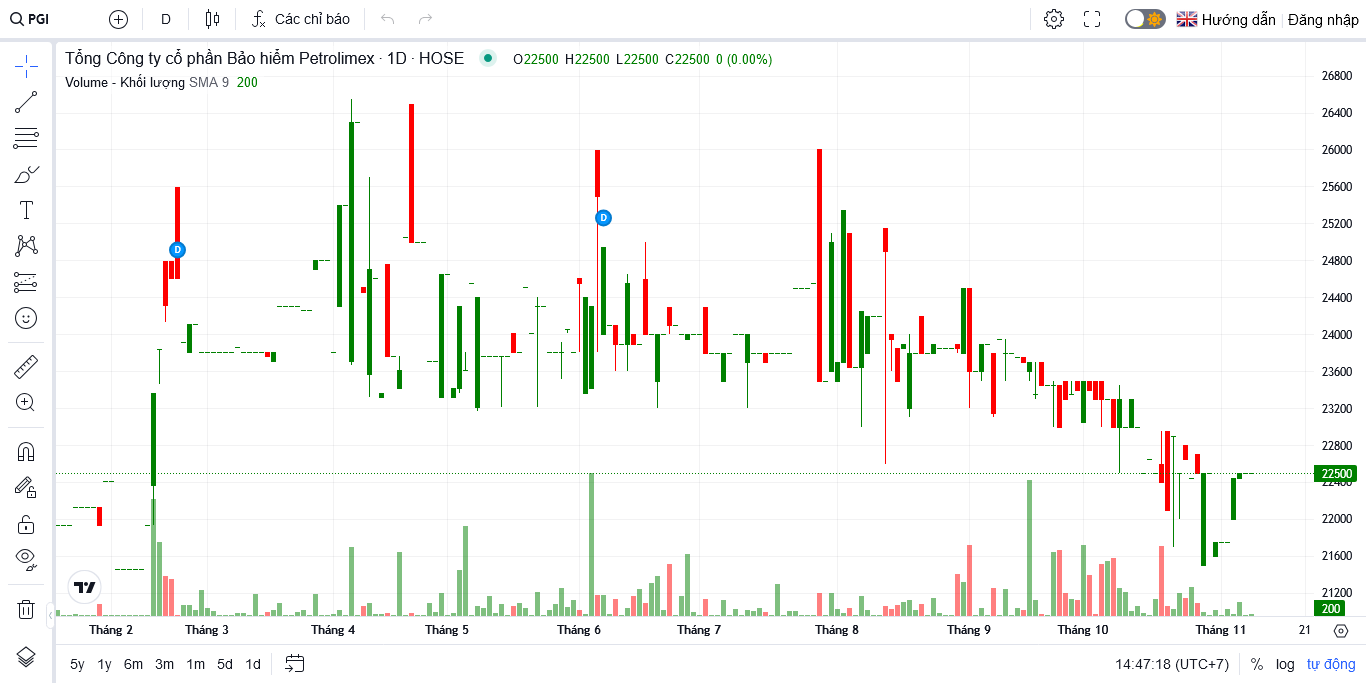 PGI D Các chỉ báo Hướng dẫn Đăng nhập
Tổng Công ty cổ phần Bảo hiểm Petrolimex · 1D · HOSE O22500 H22500 L22500 C22500 0 (0.00%)
Volume - Khối lượng SMA 9 200
26800
26400
26000
25600
25200
24800
24400
24000
23600
23200
22800
22500
22400
22000
21600
21200
200
D
D
Tháng 2 Tháng 3 Tháng 4 Tháng 5 Tháng 6 Tháng 7 Tháng 8 Tháng 9 Tháng 10 Tháng 11 21
5y 1y 6m 3m 1m 5d 1d 14:47:18 (UTC+7) % log tự động